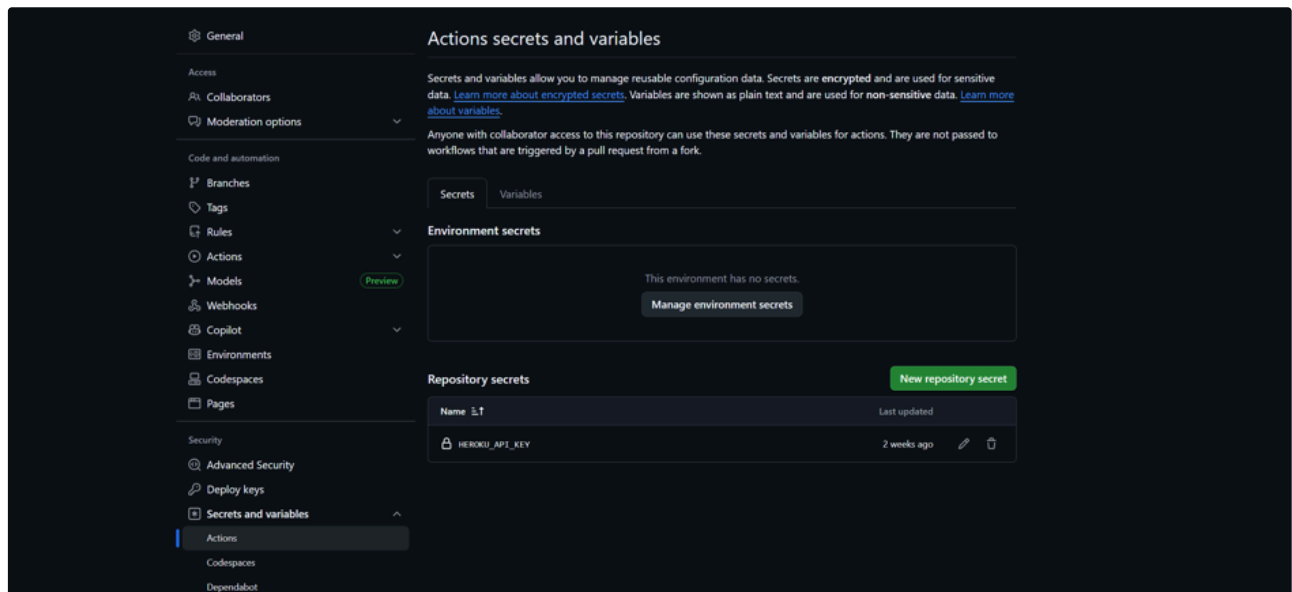 General
Access
Collaborators
Moderation options
Code and automation
Branches
Tags
Rules
Actions
Models Preview
Webhooks
Copilot
Environments
Codespaces
Pages
Security
Advanced Security
Deploy keys
Secrets and variables
Actions
Codespaces
Dependabot
Actions secrets and variables
Secrets and variables allow you to manage reusable configuration data. Secrets are encrypted and are used for sensitive
data. Learn more about encrypted secrets. Variables are shown as plain text and are used for non-sensitive data. Learn more
about variables.
Anyone with collaborator access to this repository can use these secrets and variables for actions. They are not passed to
workflows that are triggered by a pull request from a fork.
Secrets Variables
Environment secrets
This environment has no secrets.
Manage environment secrets
Repository secrets New repository secret
Name Last updated
HEROKU_API_KEY 2 weeks ago